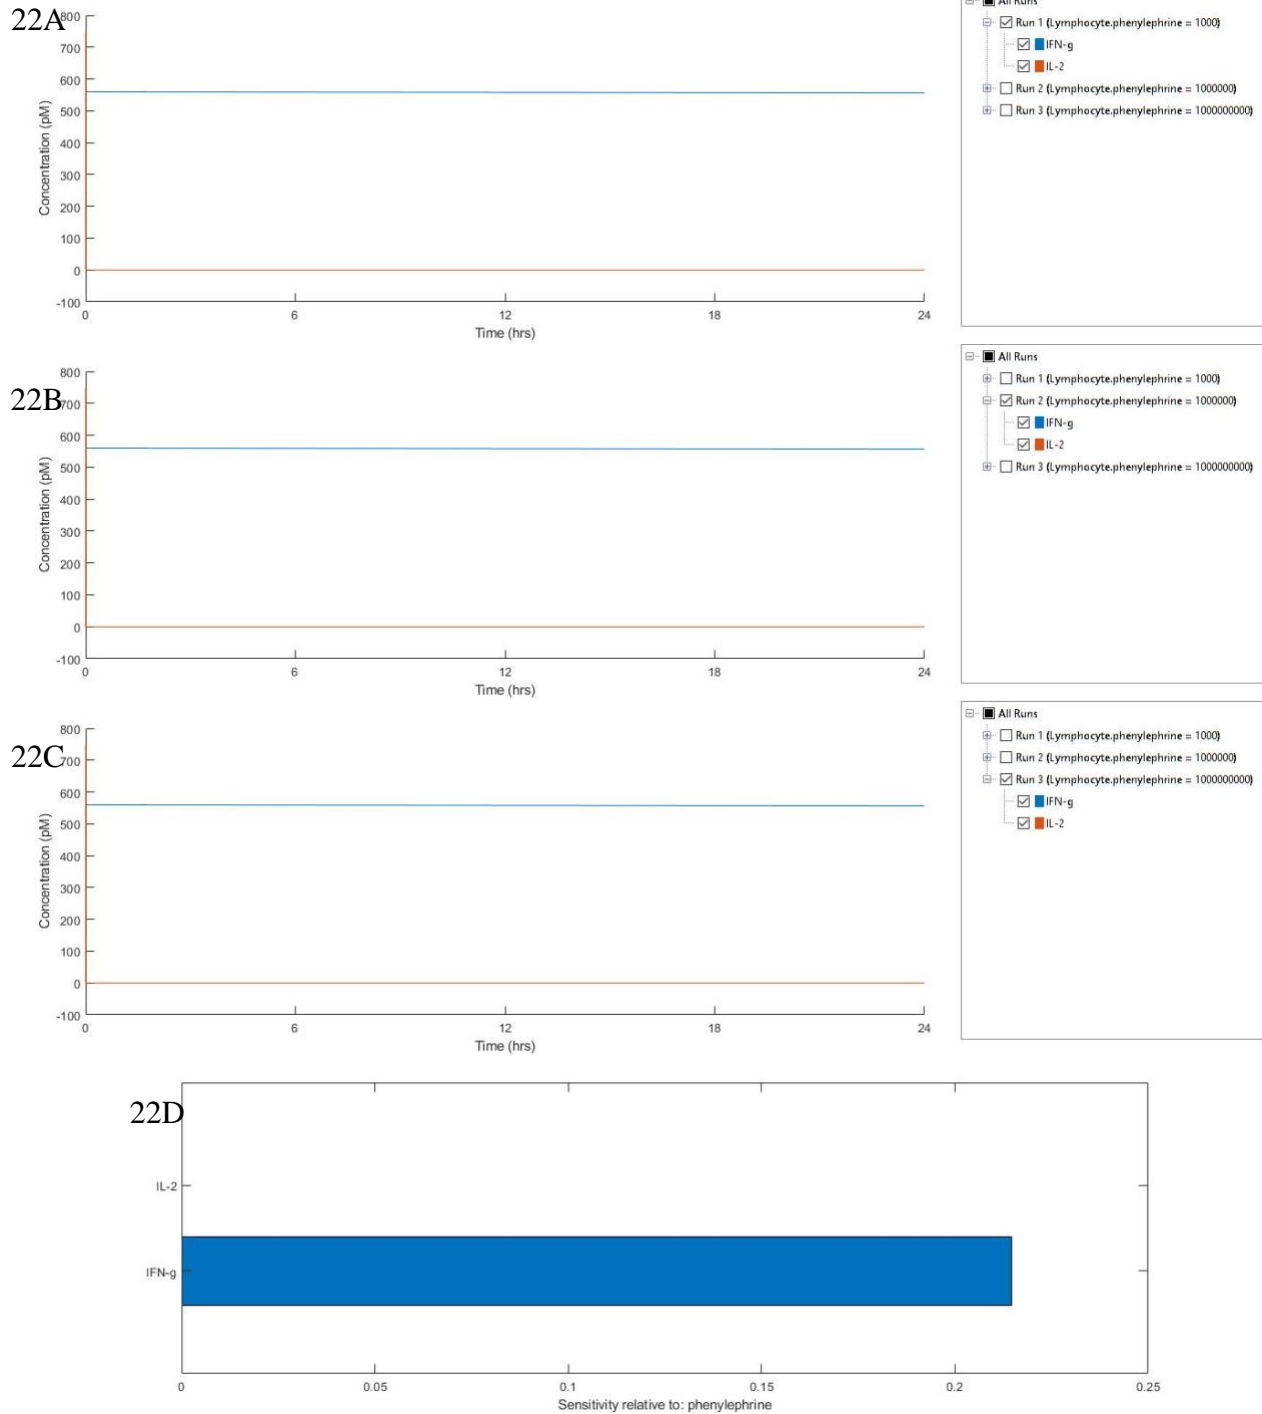 22A
800
700
600
500
400
300
200
100
0
-100
Concentration (pM)
0 6 12 18 24
Time (hrs)
All Runs
Run 1 (Lymphocyte.phenylephrine = 1000)
IFN-g
IL-2
Run 2 (Lymphocyte.phenylephrine = 1000000)
Run 3 (Lymphocyte.phenylephrine = 1000000000)
22B
800
700
600
500
400
300
200
100
0
-100
Concentration (pM)
0 6 12 18 24
Time (hrs)
All Runs
Run 1 (Lymphocyte.phenylephrine = 1000)
Run 2 (Lymphocyte.phenylephrine = 1000000)
IFN-g
IL-2
Run 3 (Lymphocyte.phenylephrine = 1000000000)
22C
800
700
600
500
400
300
200
100
0
-100
Concentration (pM)
0 6 12 18 24
Time (hrs)
All Runs
Run 1 (Lymphocyte.phenylephrine = 1000)
Run 2 (Lymphocyte.phenylephrine = 1000000)
Run 3 (Lymphocyte.phenylephrine = 1000000000)
IFN-g
IL-2
22D
IL-2
IFN-g
0 0.05 0.1 0.15 0.2 0.25
Sensitivity relative to: phenylephrine